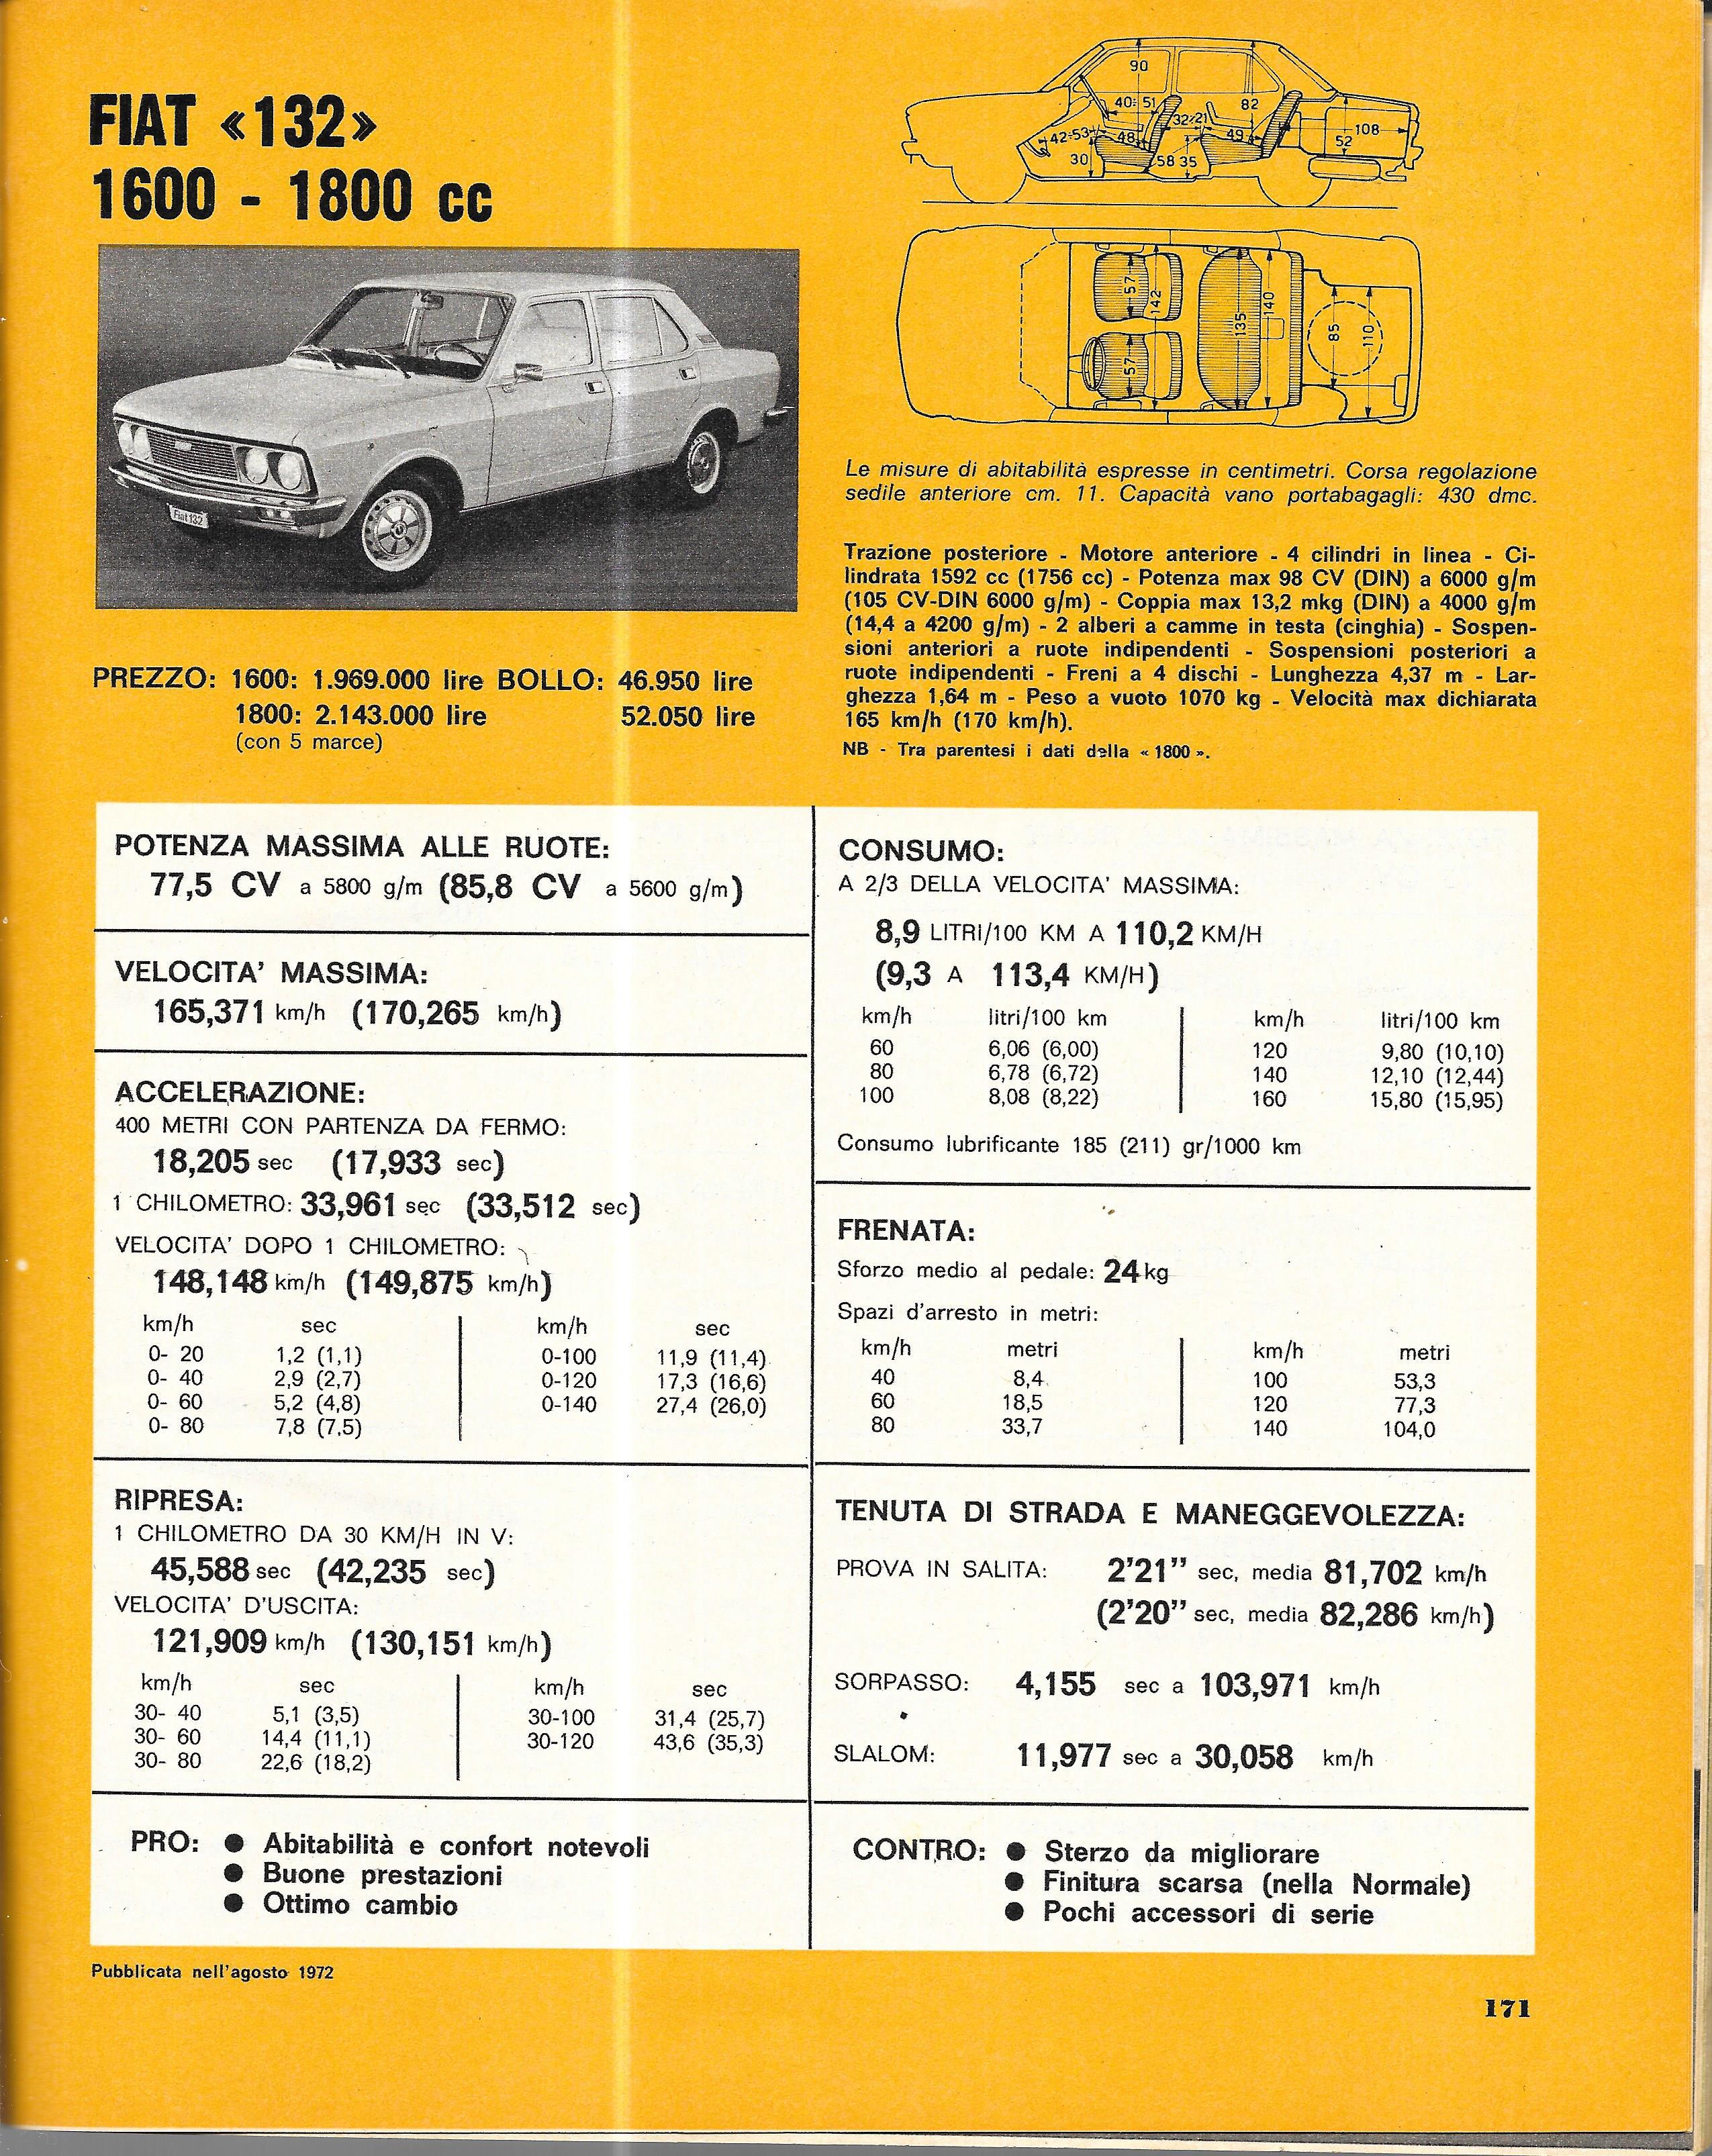 FIAT «132»
1600 - 1800 cc
Fiat 132
PREZZO: 1600: 1.969.000 lire BOLLO: 46.950 lire
1800: 2.143.000 lire 52.050 lire
(con 5 marce)
90
40÷51
82
32÷21
42÷53
48
49
108
52
30
58 35
57
142
135
140
85
110
57
Le misure di abitabilità espresse in centimetri. Corsa regolazione
sedile anteriore cm. 11. Capacità vano portabagagli: 430 dmc.
Trazione posteriore - Motore anteriore - 4 cilindri in linea - Ci-
lindrata 1592 cc (1756 cc) - Potenza max 98 CV (DIN) a 6000 g/m
(105 CV-DIN 6000 g/m) - Coppia max 13,2 mkg (DIN) a 4000 g/m
(14,4 a 4200 g/m) - 2 alberi a camme in testa (cinghia) - Sospen-
sioni anteriori a ruote indipendenti - Sospensioni posteriori a
ruote indipendenti - Freni a 4 dischi - Lunghezza 4,37 m - Lar-
ghezza 1,64 m - Peso a vuoto 1070 kg - Velocità max dichiarata
165 km/h (170 km/h).
NB - Tra parentesi i dati della « 1800 ».
POTENZA MASSIMA ALLE RUOTE:
77,5 CV a 5800 g/m (85,8 CV a 5600 g/m)
VELOCITA' MASSIMA:
165,371 km/h (170,265 km/h)
ACCELERAZIONE:
400 METRI CON PARTENZA DA FERMO:
18,205 sec (17,933 sec)
1 CHILOMETRO: 33,961 sec (33,512 sec)
VELOCITA' DOPO 1 CHILOMETRO:
148,148 km/h (149,875 km/h)
km/h sec km/h sec
0- 20 1,2 (1,1) 0-100 11,9 (11,4)
0- 40 2,9 (2,7) 0-120 17,3 (16,6)
0- 60 5,2 (4,8) 0-140 27,4 (26,0)
0- 80 7,8 (7,5)
RIPRESA:
1 CHILOMETRO DA 30 KM/H IN V:
45,588 sec (42,235 sec)
VELOCITA' D'USCITA:
121,909 km/h (130,151 km/h)
km/h sec km/h sec
30- 40 5,1 (3,5) 30-100 31,4 (25,7)
30- 60 14,4 (11,1) 30-120 43,6 (35,3)
30- 80 22,6 (18,2)
PRO: ● Abitabilità e confort notevoli
● Buone prestazioni
● Ottimo cambio
CONSUMO:
A 2/3 DELLA VELOCITA' MASSIMA:
8,9 LITRI/100 KM A 110,2 KM/H
(9,3 A 113,4 KM/H)
km/h litri/100 km km/h litri/100 km
60 6,06 (6,00) 120 9,80 (10,10)
80 6,78 (6,72) 140 12,10 (12,44)
100 8,08 (8,22) 160 15,80 (15,95)
Consumo lubrificante 185 (211) gr/1000 km
FRENATA:
Sforzo medio al pedale: 24 kg
Spazi d'arresto in metri:
km/h metri km/h metri
40 8,4 100 53,3
60 18,5 120 77,3
80 33,7 140 104,0
TENUTA DI STRADA E MANEGGEVOLEZZA:
PROVA IN SALITA: 2'21" sec, media 81,702 km/h
(2'20" sec, media 82,286 km/h)
SORPASSO: 4,155 sec a 103,971 km/h
SLALOM: 11,977 sec a 30,058 km/h
CONTRO: ● Sterzo da migliorare
● Finitura scarsa (nella Normale)
● Pochi accessori di serie
Pubblicata nell'agosto 1972
171